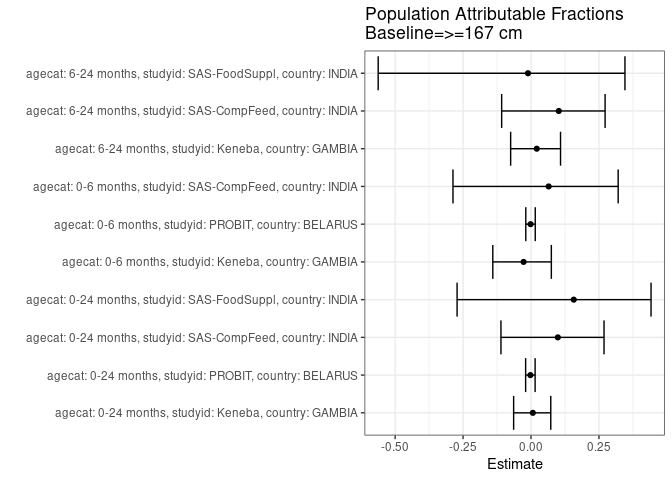 Population Attributable Fractions
Baseline=>=167 cm
agecat: 6-24 months, studyid: SAS-FoodSuppl, country: INDIA
agecat: 6-24 months, studyid: SAS-CompFeed, country: INDIA
agecat: 6-24 months, studyid: Keneba, country: GAMBIA
agecat: 0-6 months, studyid: SAS-CompFeed, country: INDIA
agecat: 0-6 months, studyid: PROBIT, country: BELARUS
agecat: 0-6 months, studyid: Keneba, country: GAMBIA
agecat: 0-24 months, studyid: SAS-FoodSuppl, country: INDIA
agecat: 0-24 months, studyid: SAS-CompFeed, country: INDIA
agecat: 0-24 months, studyid: PROBIT, country: BELARUS
agecat: 0-24 months, studyid: Keneba, country: GAMBIA
-0.50 -0.25 0.00 0.25
Estimate